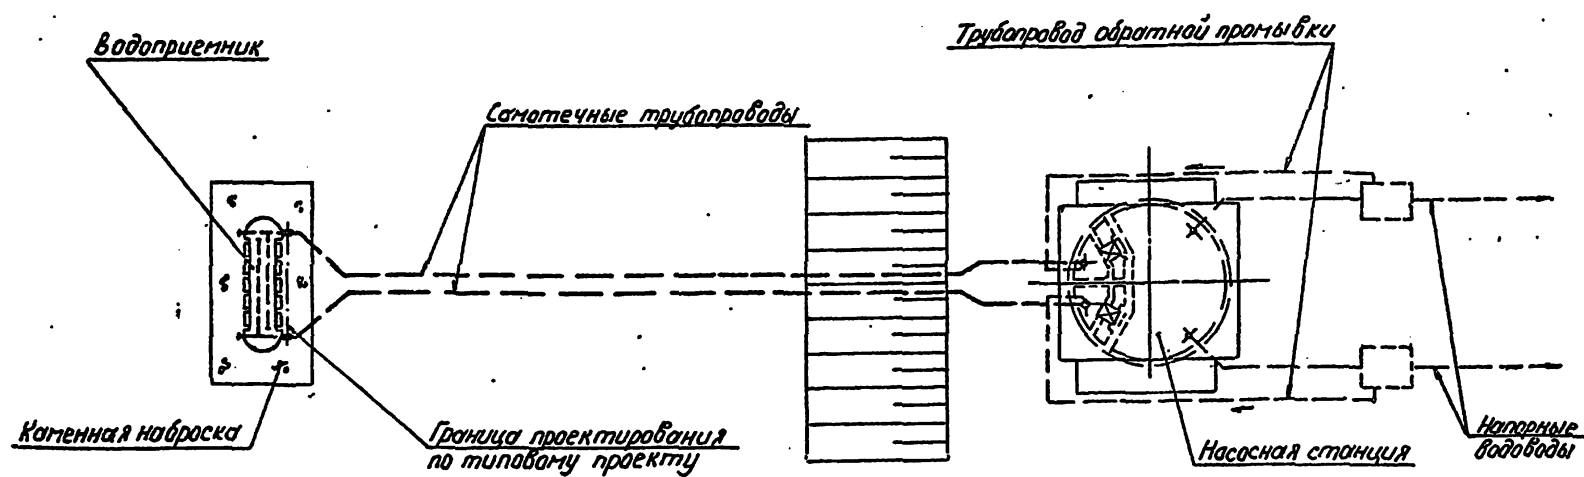 Водоприемник
Трубопровод обратной промывки
Самотечные трубопроводы
Каменная наброска
Граница проектирования
по типовому проекту
Насосная станция
Напорные
водоводы